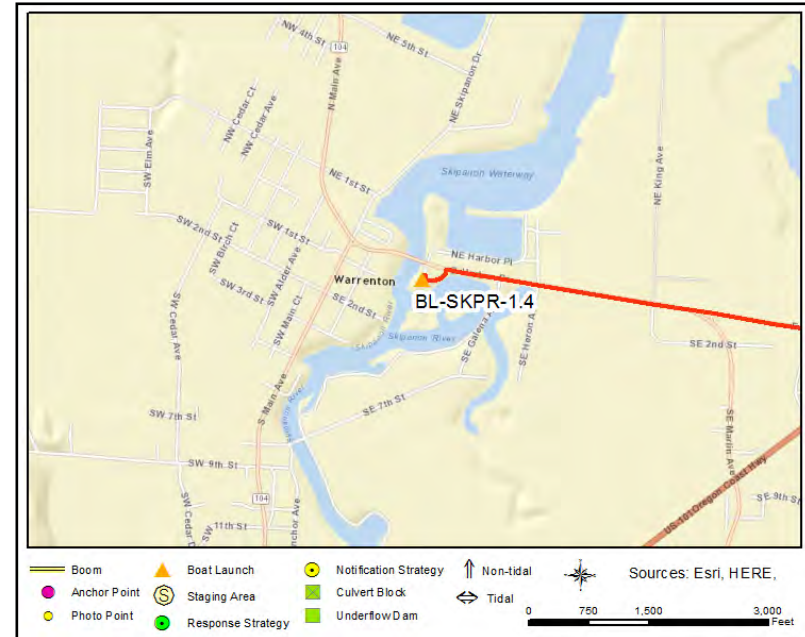 NW 4th St
104
NE 5th St
N Main Ave
NE Skipanon Dr
NW Cedar Ct
NW Cedar Ave
SW Elm Ave
NE 1st St
Skipanon Waterway
NE King Ave
SW 2nd St
SW Birch Ct
SW 1st St
SW Alder Ave
SW 3rd St
Warrenton
NE Harbor Pl
BL-SKPR-1.4
SE 2nd St
SW Main Ct
SW Cedar Ave
Skipanon River
Skipanon River
SE Galena
SE Heron A
SE 2nd St
S Main Ave
SE 7th St
SW 7th St
SE Marlin Ave
SW 9th St
US-101 Oregon Coast Hwy
SE 9th S
104
SW Cedar D
SW
11th St
nchor Ave
Boom
Boat Launch
Notification Strategy
Non-tidal
Sources: Esri, HERE,
Anchor Point
S
Staging Area
Culvert Block
Tidal
Photo Point
Response Strategy
Underflow Dam
0 750 1,500 3,000
Feet